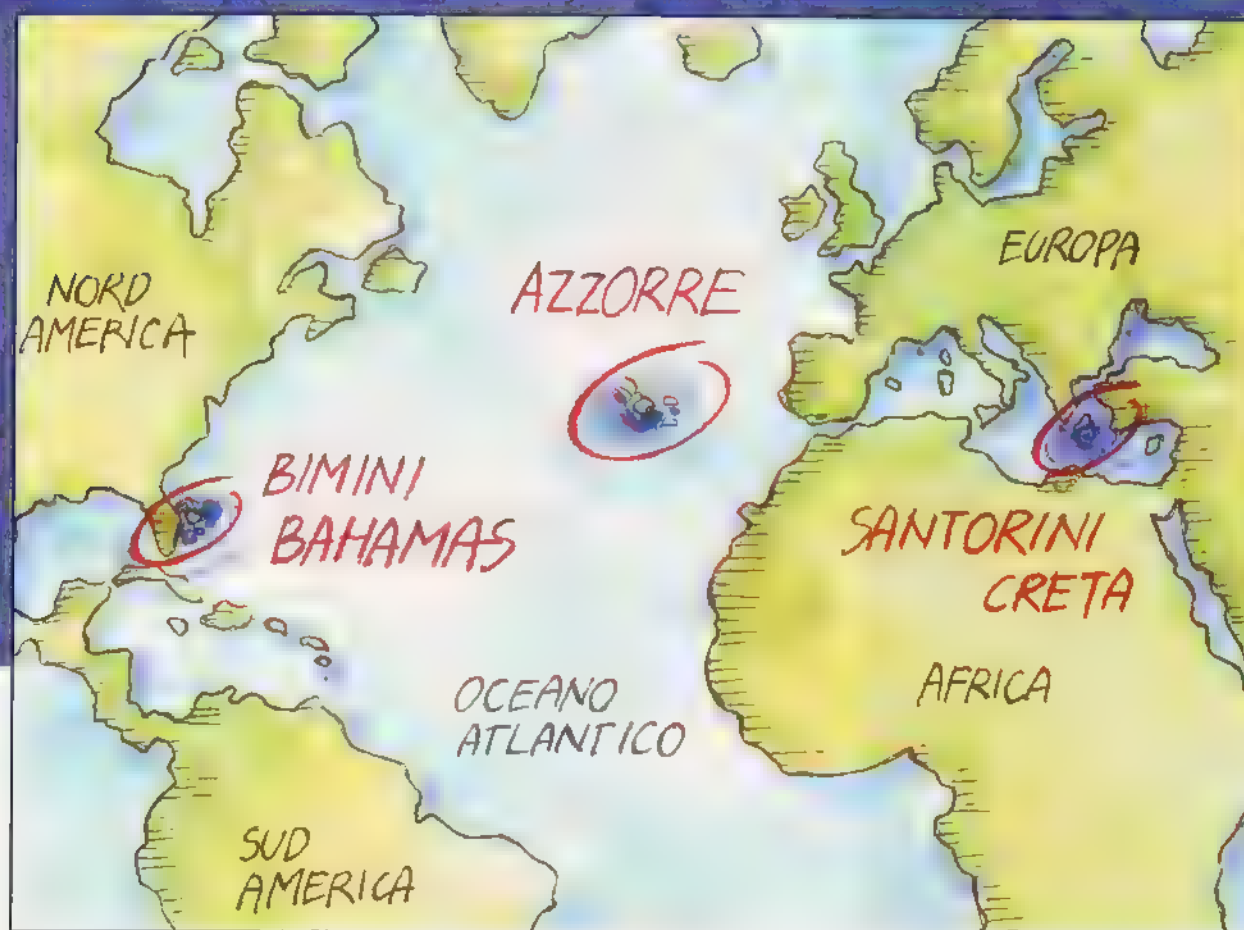 NORD
AMERICA
AZZORRE
EUROPA
BIMINI
BAHAMAS
SANTORINI
CRETA
OCEANO
ATLANTICO
AFRICA
SUD
AMERICA